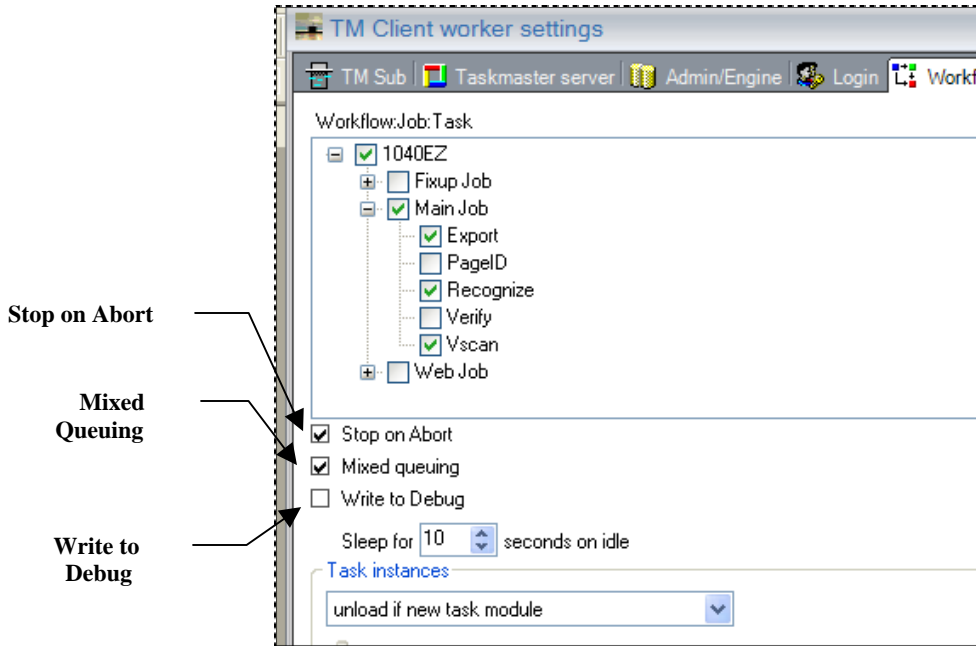 TM Client worker settings
TM Sub Taskmaster server Admin/Engine Login Workf
Workflow:Job:Task
1040EZ
Fixup Job
Main Job
Export
PageID
Recognize
Verify
Vscan
Web Job
Stop on Abort
Mixed
Queuing
Write to
Debug
Stop on Abort
Mixed queuing
Write to Debug
Sleep for 10 seconds on idle
Task instances
unload if new task module